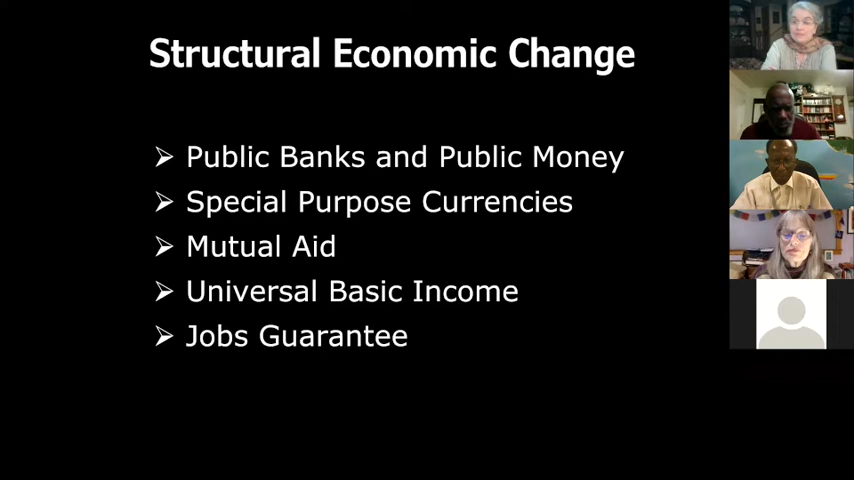 Structural Economic Change
➢ Public Banks and Public Money
➢ Special Purpose Currencies
➢ Mutual Aid
➢ Universal Basic Income
➢ Jobs Guarantee